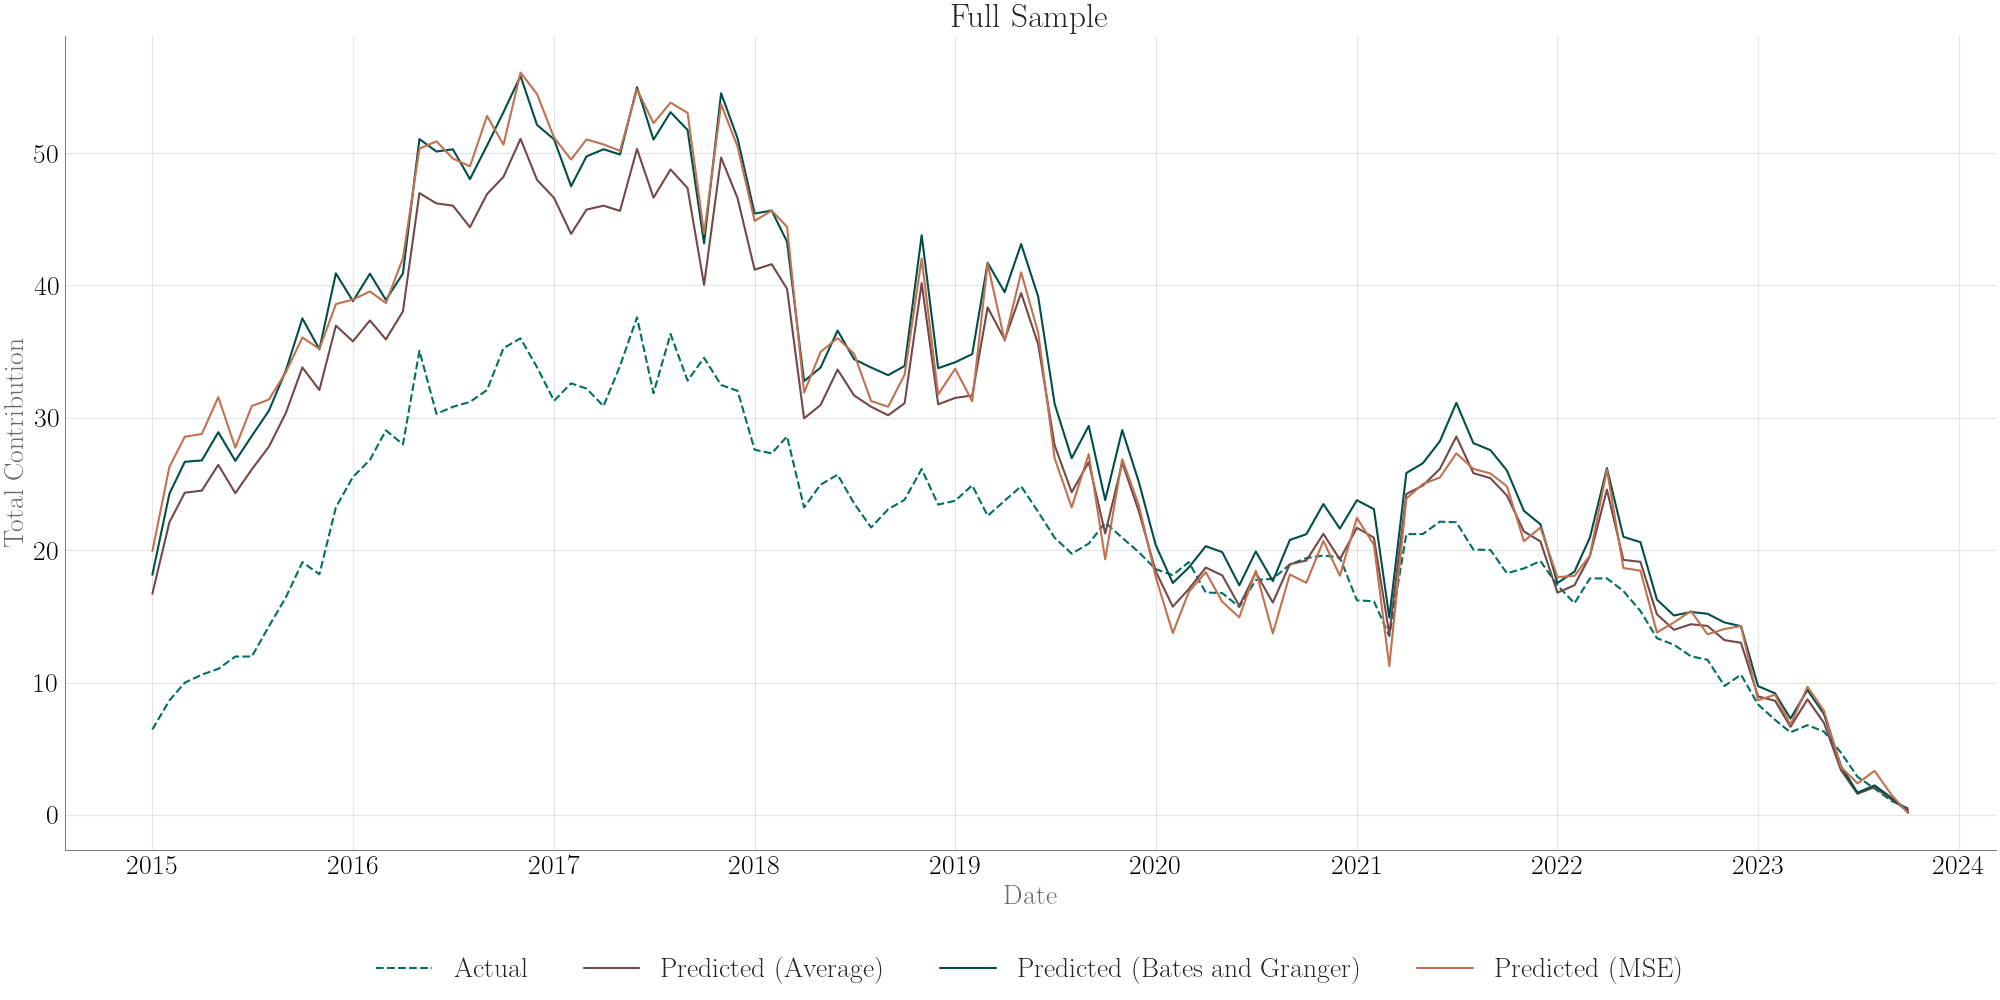 Full Sample
Total Contribution
50
40
30
20
10
0
2015 2016 2017 2018 2019 2020 2021 2022 2023 2024
Date
Actual Predicted (Average) Predicted (Bates and Granger) Predicted (MSE)